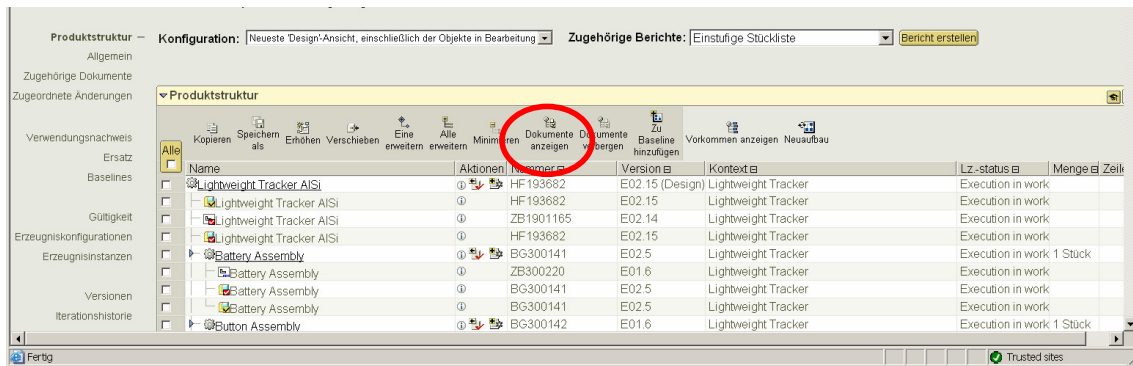 Produktstruktur –
Konfiguration: Neueste 'Design'-Ansicht, einschließlich der Objekte in Bearbeitung
Zugehörige Berichte: Einstufige Stückliste
Bericht erstellen
Allgemein
Zugehörige Dokumente
Zugeordnete Änderungen
Verwendungsnachweis
Ersatz
Baselines
Gültigkeit
Erzeugniskonfigurationen
Erzeugnisinstanzen
Versionen
Iterationshistorie
Produktstruktur
Alle
Kopieren
Speichern als
Erhöhen
Verschieben
Eine erweitern
Alle erweitern
Minimieren
Dokumente anzeigen
Dokumente verbergen
Zu Baseline hinzufügen
Vorkommen anzeigen
Neuaufbau
Name Aktionen Nummer Version Kontext Lz.-status Menge Zeile
Lightweight Tracker AlSi HF193682 E02.15 (Design) Lightweight Tracker Execution in work
Lightweight Tracker AlSi HF193682 E02.15 Lightweight Tracker Execution in work
Lightweight Tracker AlSi ZB1901165 E02.14 Lightweight Tracker Execution in work
Lightweight Tracker AlSi HF193682 E02.15 Lightweight Tracker Execution in work
Battery Assembly BG300141 E02.5 Lightweight Tracker Execution in work 1 Stück
Battery Assembly ZB300220 E01.6 Lightweight Tracker Execution in work
Battery Assembly BG300141 E02.5 Lightweight Tracker Execution in work
Battery Assembly BG300141 E02.5 Lightweight Tracker Execution in work
Button Assembly BG300142 E01.6 Lightweight Tracker Execution in work 1 Stück
Fertig
Trusted sites